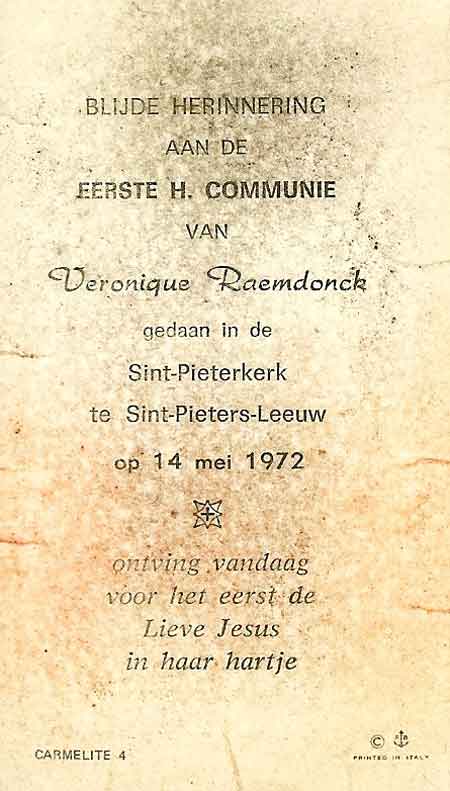 BLIJDE HERINNERING
AAN DE
EERSTE H. COMMUNIE
VAN
Veronique Raemdonck
gedaan in de
Sint-Pieterkerk
te Sint-Pieters-Leeuw
op 14 mei 1972
ontving vandaag
voor het eerst de
Lieve Jesus
in haar hartje
CARMELITE 4
©
PRINTED IN ITALY